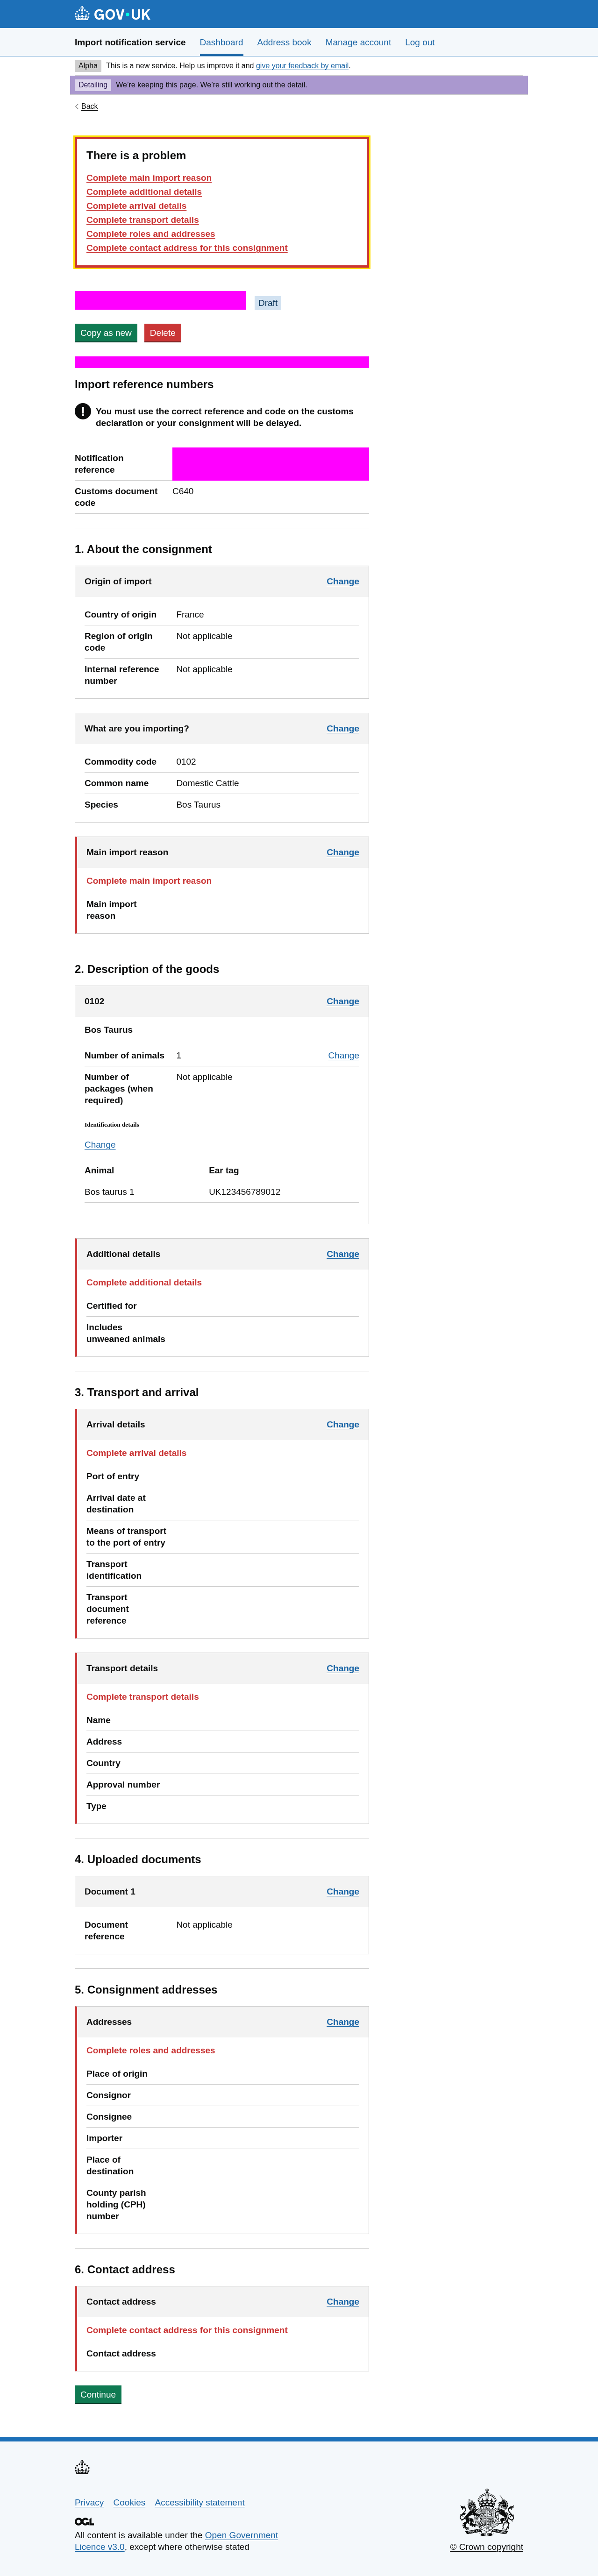 GOV·UK
Import notification service Dashboard Address book Manage account Log out
Alpha This is a new service. Help us improve it and give your feedback by email.
Detailing We're keeping this page. We're still working out the detail.
Back
There is a problem
Complete main import reason
Complete additional details
Complete arrival details
Complete transport details
Complete roles and addresses
Complete contact address for this consignment
Draft
Copy as new Delete
Import reference numbers
! You must use the correct reference and code on the customs
declaration or your consignment will be delayed.
Notification
reference
Customs document C640
code
1. About the consignment
Origin of import Change
Country of origin France
Region of origin Not applicable
code
Internal reference Not applicable
number
What are you importing? Change
Commodity code 0102
Common name Domestic Cattle
Species Bos Taurus
Main import reason Change
Complete main import reason
Main import
reason
2. Description of the goods
0102 Change
Bos Taurus
Number of animals 1 Change
Number of Not applicable
packages (when
required)
Identification details
Change
Animal Ear tag
Bos taurus 1 UK123456789012
Additional details Change
Complete additional details
Certified for
Includes
unweaned animals
3. Transport and arrival
Arrival details Change
Complete arrival details
Port of entry
Arrival date at
destination
Means of transport
to the port of entry
Transport
identification
Transport
document
reference
Transport details Change
Complete transport details
Name
Address
Country
Approval number
Type
4. Uploaded documents
Document 1 Change
Document Not applicable
reference
5. Consignment addresses
Addresses Change
Complete roles and addresses
Place of origin
Consignor
Consignee
Importer
Place of
destination
County parish
holding (CPH)
number
6. Contact address
Contact address Change
Complete contact address for this consignment
Contact address
Continue
Privacy Cookies Accessibility statement
OGL
All content is available under the Open Government
Licence v3.0, except where otherwise stated
© Crown copyright